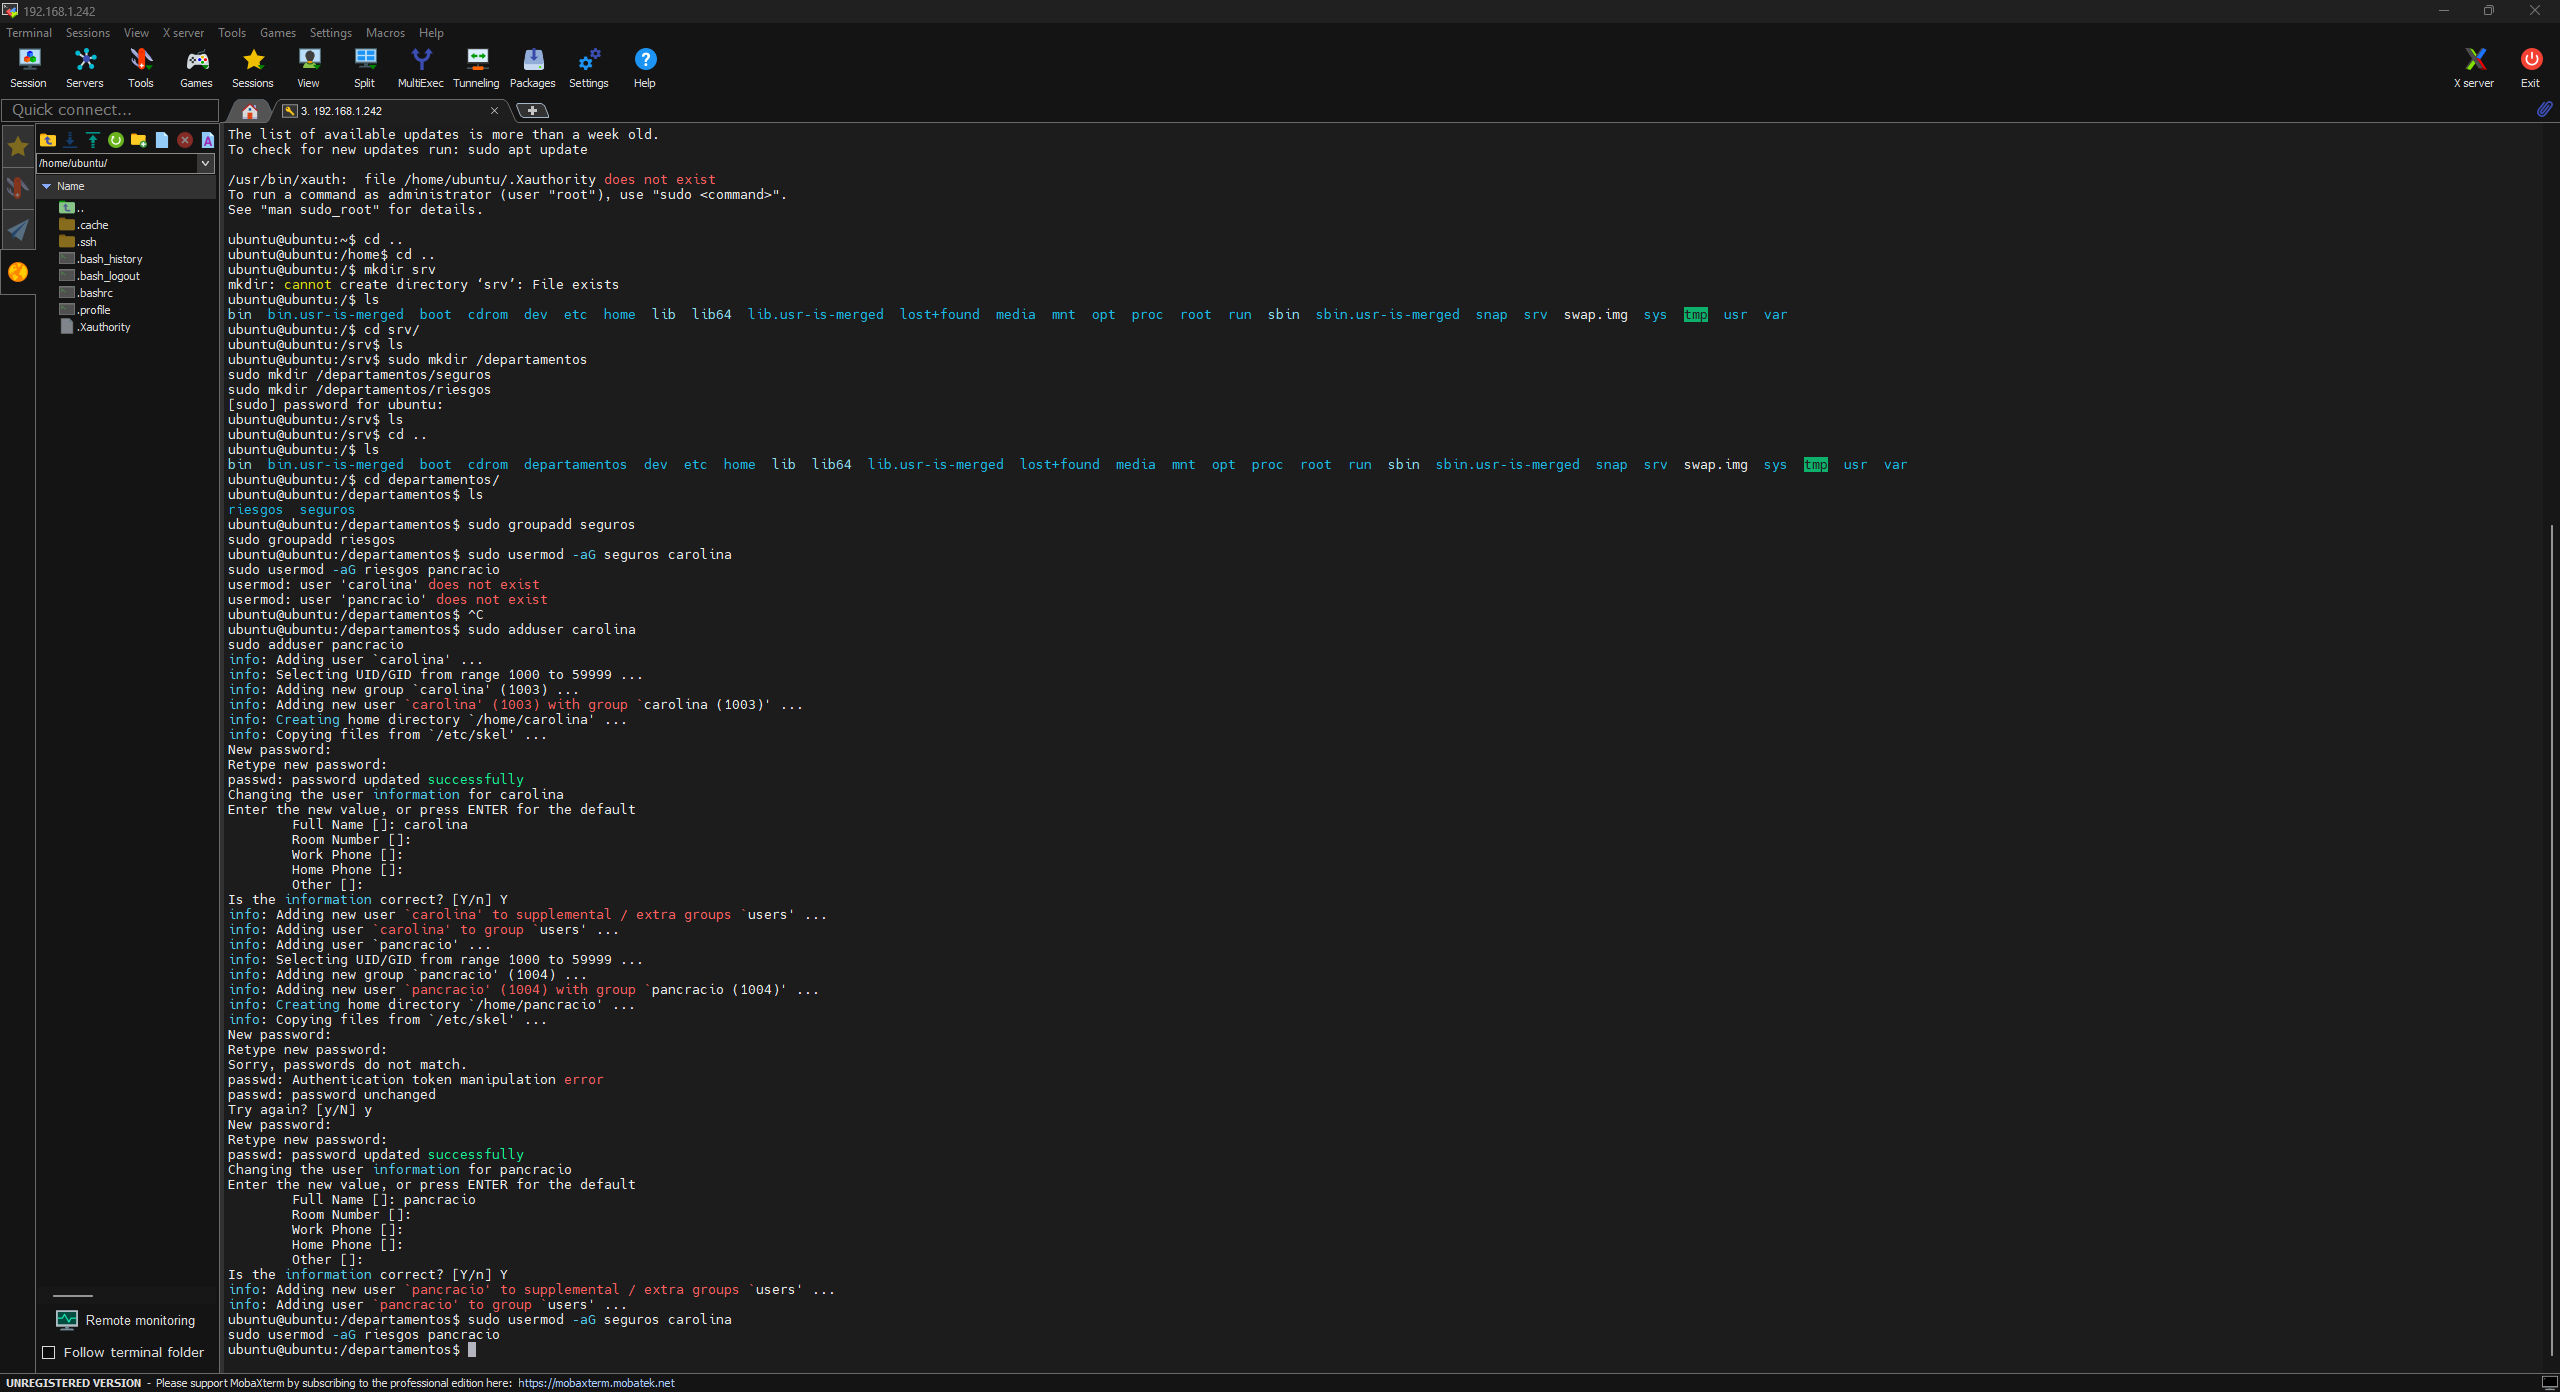 192.168.1.242
Terminal Sessions View X server Tools Games Settings Macros Help
Session Servers Tools Games Sessions View Split MultiExec Tunneling Packages Settings Help X server Exit
Quick connect...
3. 192.168.1.242
/home/ubuntu/
Name
..
.cache
.ssh
.bash_history
.bash_logout
.bashrc
.profile
.Xauthority
Remote monitoring
Follow terminal folder
The list of available updates is more than a week old.
To check for new updates run: sudo apt update
/usr/bin/xauth:  file /home/ubuntu/.Xauthority does not exist
To run a command as administrator (user "root"), use "sudo <command>".
See "man sudo_root" for details.
ubuntu@ubuntu:~$ cd ..
ubuntu@ubuntu:/home$ cd ..
ubuntu@ubuntu:/$ mkdir srv
mkdir: cannot create directory ‘srv’: File exists
ubuntu@ubuntu:/$ ls
bin  bin.usr-is-merged  boot  cdrom  dev  etc  home  lib  lib64  lib.usr-is-merged  lost+found  media  mnt  opt  proc  root  run  sbin  sbin.usr-is-merged  snap  srv  swap.img  sys  tmp  usr  var
ubuntu@ubuntu:/$ cd srv/
ubuntu@ubuntu:/srv$ ls
ubuntu@ubuntu:/srv$ sudo mkdir /departamentos
sudo mkdir /departamentos/seguros
sudo mkdir /departamentos/riesgos
[sudo] password for ubuntu:
ubuntu@ubuntu:/srv$ ls
ubuntu@ubuntu:/srv$ cd ..
ubuntu@ubuntu:/$ ls
bin  bin.usr-is-merged  boot  cdrom  departamentos  dev  etc  home  lib  lib64  lib.usr-is-merged  lost+found  media  mnt  opt  proc  root  run  sbin  sbin.usr-is-merged  snap  srv  swap.img  sys  tmp  usr  var
ubuntu@ubuntu:/$ cd departamentos/
ubuntu@ubuntu:/departamentos$ ls
riesgos  seguros
ubuntu@ubuntu:/departamentos$ sudo groupadd seguros
sudo groupadd riesgos
ubuntu@ubuntu:/departamentos$ sudo usermod -aG seguros carolina
sudo usermod -aG riesgos pancracio
usermod: user 'carolina' does not exist
usermod: user 'pancracio' does not exist
ubuntu@ubuntu:/departamentos$ ^C
ubuntu@ubuntu:/departamentos$ sudo adduser carolina
sudo adduser pancracio
info: Adding user `carolina' ...
info: Selecting UID/GID from range 1000 to 59999 ...
info: Adding new group `carolina' (1003) ...
info: Adding new user `carolina' (1003) with group `carolina (1003)' ...
info: Creating home directory `/home/carolina' ...
info: Copying files from `/etc/skel' ...
New password:
Retype new password:
passwd: password updated successfully
Changing the user information for carolina
Enter the new value, or press ENTER for the default
Full Name []: carolina
Room Number []:
Work Phone []:
Home Phone []:
Other []:
Is the information correct? [Y/n] Y
info: Adding new user `carolina' to supplemental / extra groups `users' ...
info: Adding user `carolina' to group `users' ...
info: Adding user `pancracio' ...
info: Selecting UID/GID from range 1000 to 59999 ...
info: Adding new group `pancracio' (1004) ...
info: Adding new user `pancracio' (1004) with group `pancracio (1004)' ...
info: Creating home directory `/home/pancracio' ...
info: Copying files from `/etc/skel' ...
New password:
Retype new password:
Sorry, passwords do not match.
passwd: Authentication token manipulation error
passwd: password unchanged
Try again? [y/N] y
New password:
Retype new password:
passwd: password updated successfully
Changing the user information for pancracio
Enter the new value, or press ENTER for the default
Full Name []: pancracio
Room Number []:
Work Phone []:
Home Phone []:
Other []:
Is the information correct? [Y/n] Y
info: Adding new user `pancracio' to supplemental / extra groups `users' ...
info: Adding user `pancracio' to group `users' ...
ubuntu@ubuntu:/departamentos$ sudo usermod -aG seguros carolina
sudo usermod -aG riesgos pancracio
ubuntu@ubuntu:/departamentos$
UNREGISTERED VERSION - Please support MobaXterm by subscribing to the professional edition here: https://mobaxterm.mobatek.net